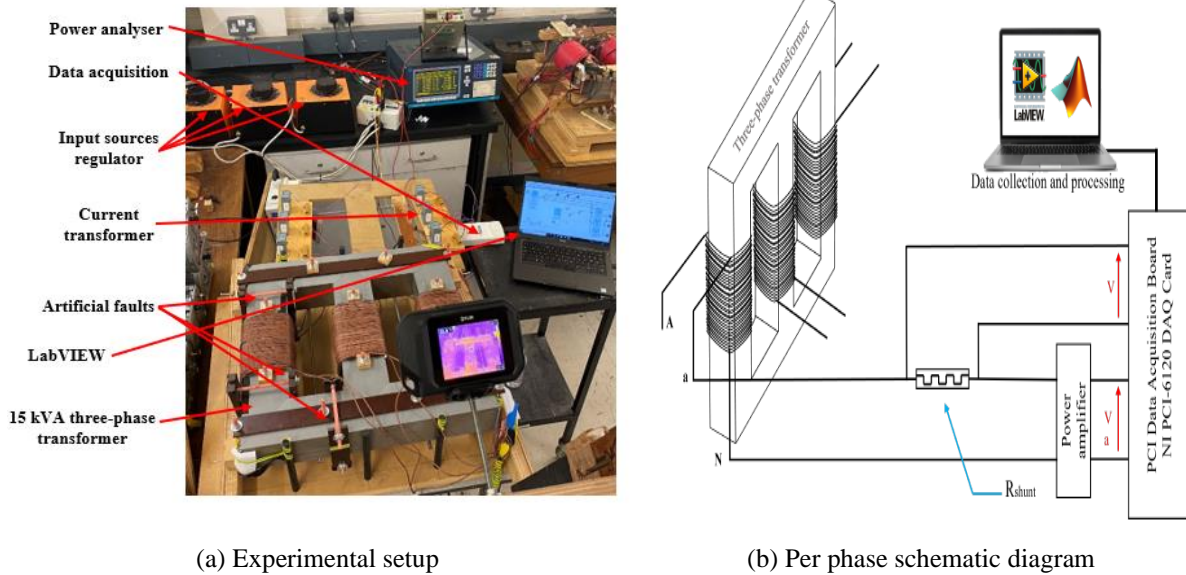 Power analyser
Data acquisition
Input sources
regulator
Current
transformer
Artificial faults
LabVIEW
15 kVA three-phase
transformer
(a) Experimental setup
Three-phase transformer
LabVIEW
Data collection and processing
A
a
N
V
V
a
Rshunt
Power
amplifier
PCI Data Acquisition Board
NI PCI-6120 DAQ Card
(b) Per phase schematic diagram